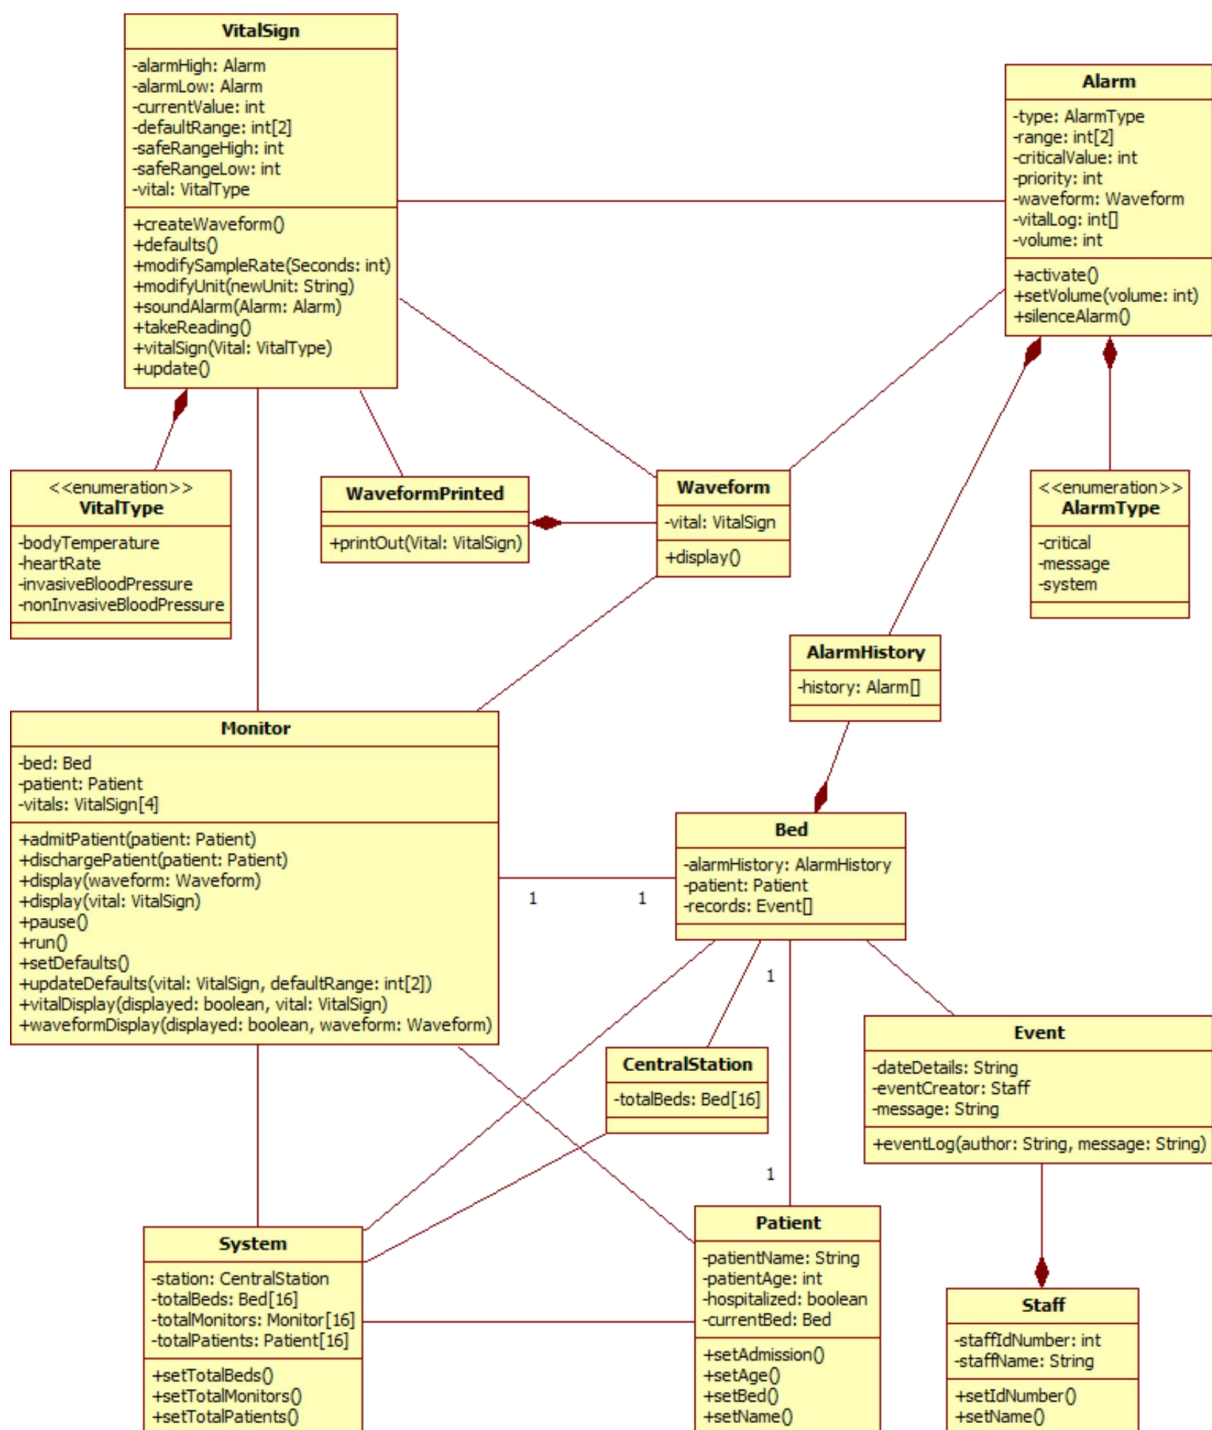 VitalSign
-alarmHigh: Alarm
-alarmLow: Alarm
-currentValue: int
-defaultRange: int[2]
-safeRangeHigh: int
-safeRangeLow: int
-vital: VitalType
+createWaveform()
+defaults()
+modifySampleRate(Seconds: int)
+modifyUnit(newUnit: String)
+soundAlarm(Alarm: Alarm)
+takeReading()
+vitalSign(Vital: VitalType)
+update()
Alarm
-type: AlarmType
-range: int[2]
-criticalValue: int
-priority: int
-waveform: Waveform
-vitalLog: int[]
-volume: int
+activate()
+setVolume(volume: int)
+silenceAlarm()
<<enumeration>>
VitalType
-bodyTemperature
-heartRate
-invasiveBloodPressure
-nonInvasiveBloodPressure
WaveformPrinted
+printOut(Vital: VitalSign)
Waveform
-vital: VitalSign
+display()
<<enumeration>>
AlarmType
-critical
-message
-system
AlarmHistory
-history: Alarm[]
Monitor
-bed: Bed
-patient: Patient
-vitals: VitalSign[4]
+admitPatient(patient: Patient)
+dischargePatient(patient: Patient)
+display(waveform: Waveform)
+display(vital: VitalSign)
+pause()
+run()
+setDefaults()
+updateDefaults(vital: VitalSign, defaultRange: int[2])
+vitalDisplay(displayed: boolean, vital: VitalSign)
+waveformDisplay(displayed: boolean, waveform: Waveform)
1
1
Bed
-alarmHistory: AlarmHistory
-patient: Patient
-records: Event[]
1
CentralStation
-totalBeds: Bed[16]
Event
-dateDetails: String
-eventCreator: Staff
-message: String
+eventLog(author: String, message: String)
1
System
-station: CentralStation
-totalBeds: Bed[16]
-totalMonitors: Monitor[16]
-totalPatients: Patient[16]
+setTotalBeds()
+setTotalMonitors()
+setTotalPatients()
Patient
-patientName: String
-patientAge: int
-hospitalized: boolean
-currentBed: Bed
+setAdmission()
+setAge()
+setBed()
+setName()
Staff
-staffIdNumber: int
-staffName: String
+setIdNumber()
+setName()